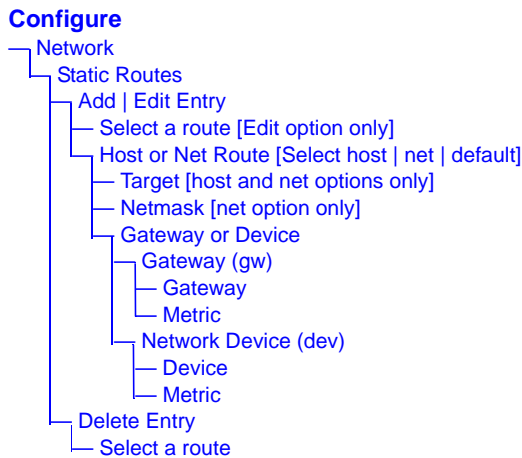 Configure
Network
Static Routes
Add | Edit Entry
Select a route [Edit option only]
Host or Net Route [Select host | net | default]
Target [host and net options only]
Netmask [net option only]
Gateway or Device
Gateway (gw)
Gateway
Metric
Network Device (dev)
Device
Metric
Delete Entry
Select a route